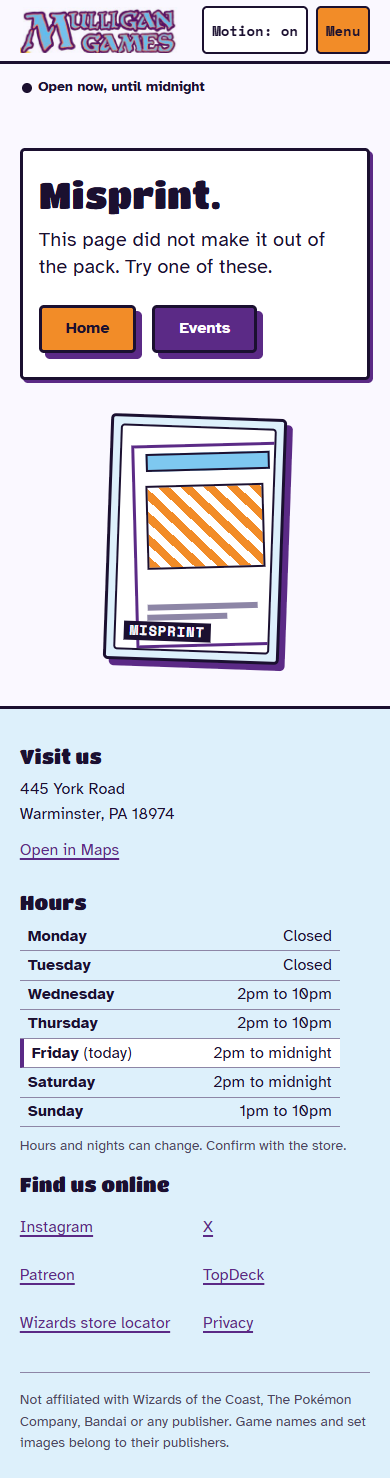 MULLIGAN
GAMES
Motion: on
Menu
Open now, until midnight
Misprint.
This page did not make it out of
the pack. Try one of these.
Home
Events
MISPRINT
Visit us
445 York Road
Warminster, PA 18974
Open in Maps
Hours
Monday Closed
Tuesday Closed
Wednesday 2pm to 10pm
Thursday 2pm to 10pm
Friday (today) 2pm to midnight
Saturday 2pm to midnight
Sunday 1pm to 10pm
Hours and nights can change. Confirm with the store.
Find us online
Instagram X
Patreon TopDeck
Wizards store locator Privacy
Not affiliated with Wizards of the Coast, The Pokémon
Company, Bandai or any publisher. Game names and set
images belong to their publishers.